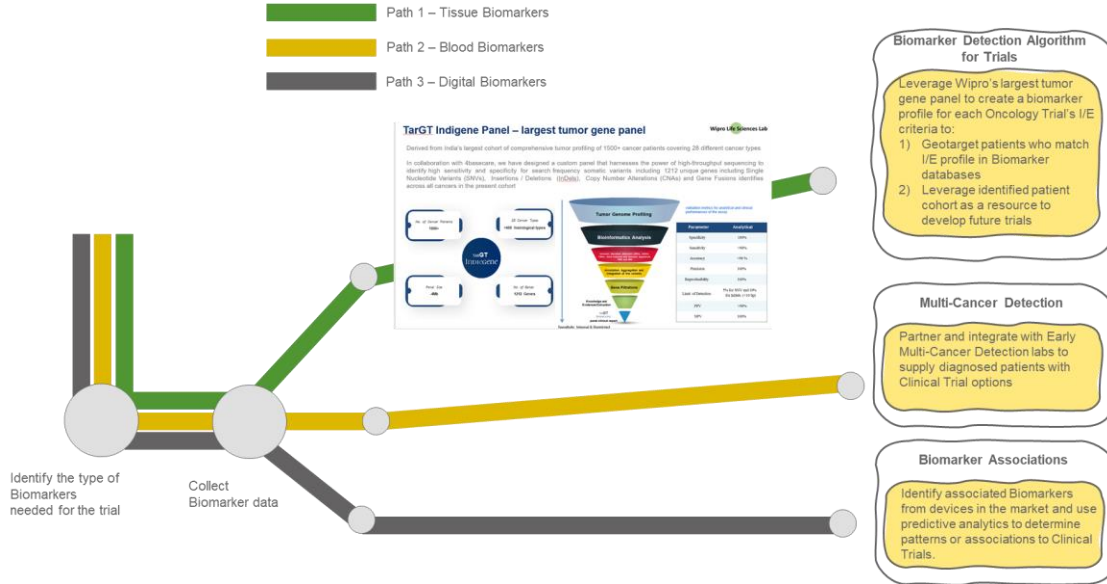 Path 1 – Tissue Biomarkers
Path 2 – Blood Biomarkers
Path 3 – Digital Biomarkers
TarGT Indigene Panel – largest tumor gene panel
Wipro Life Sciences Lab
Derived from India's largest cohort of comprehensive tumor profiling of 1000+ cancer patients covering 28 different cancer types
In collaboration with 4basecare, we have designed a custom panel that harnesses the power of high-throughput sequencing to
identify high sensitivity and specificity for search frequency somatic variants including 1212 unique genes including Single
Nucleotide Variants (SNVs), Insertions / Deletions (InDels), Copy Number Alterations (CNAs) and Gene Fusions identifies
across all cancers in the present cohort
TarGT
INDIEGENE
1212 Genes
Tumor Genome Profiling
Bioinformatics Analysis
Parameter Analytical
Sensitivity
Specificity
Accuracy
Precision
Reproducibility
Limit of Detection
Biomarker Detection Algorithm
for Trials
Leverage Wipro's largest tumor
gene panel to create a biomarker
profile for each Oncology Trial's I/E
criteria to:
1) Geotarget patients who match
I/E profile in Biomarker
databases
2) Leverage identified patient
cohort as a resource to
develop future trials
Multi-Cancer Detection
Partner and integrate with Early
Multi-Cancer Detection labs to
supply diagnosed patients with
Clinical Trial options
Biomarker Associations
Identify associated Biomarkers
from devices in the market and use
predictive analytics to determine
patterns or associations to Clinical
Trials.
Identify the type of
Biomarkers
needed for the trial
Collect
Biomarker data